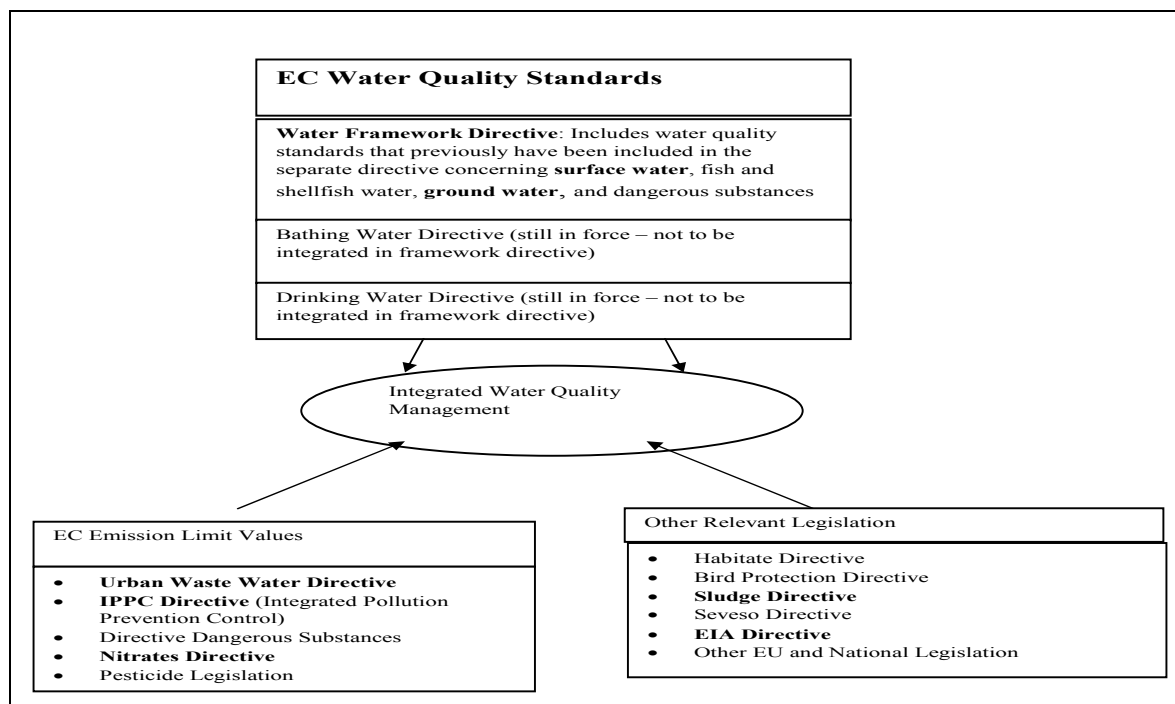 EC Water Quality Standards
Water Framework Directive: Includes water quality
standards that previously have been included in the
separate directive concerning surface water, fish and
shellfish water, ground water, and dangerous substances
Bathing Water Directive (still in force – not to be
integrated in framework directive)
Drinking Water Directive (still in force – not to be
integrated in framework directive)
Integrated Water Quality
Management
EC Emission Limit Values
• Urban Waste Water Directive
• IPPC Directive (Integrated Pollution
Prevention Control)
• Directive Dangerous Substances
• Nitrates Directive
• Pesticide Legislation
Other Relevant Legislation
• Habitate Directive
• Bird Protection Directive
• Sludge Directive
• Seveso Directive
• EIA Directive
• Other EU and National Legislation